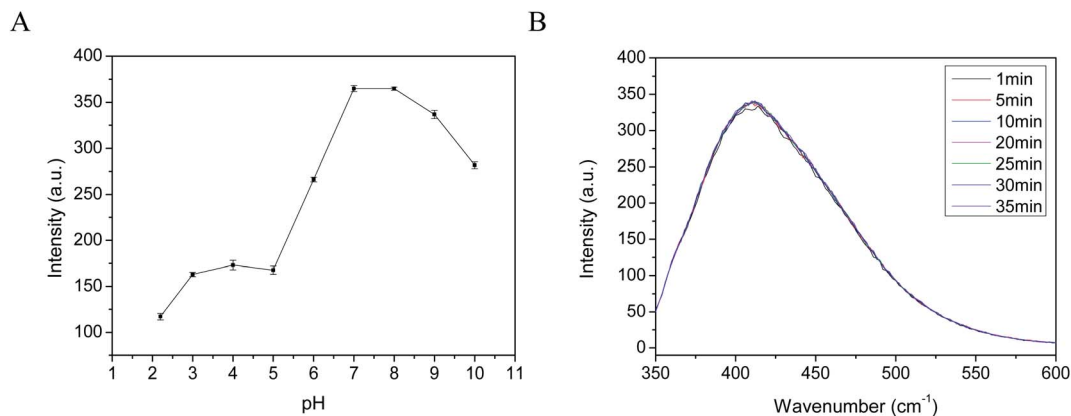 A
400
350
300
250
200
150
100
Intensity (a.u.)
1 2 3 4 5 6 7 8 9 10 11
pH
B
400
350
300
250
200
150
100
50
0
Intensity (a.u.)
350 400 450 500 550 600
Wavenumber (cm⁻¹)
1min
5min
10min
20min
25min
30min
35min